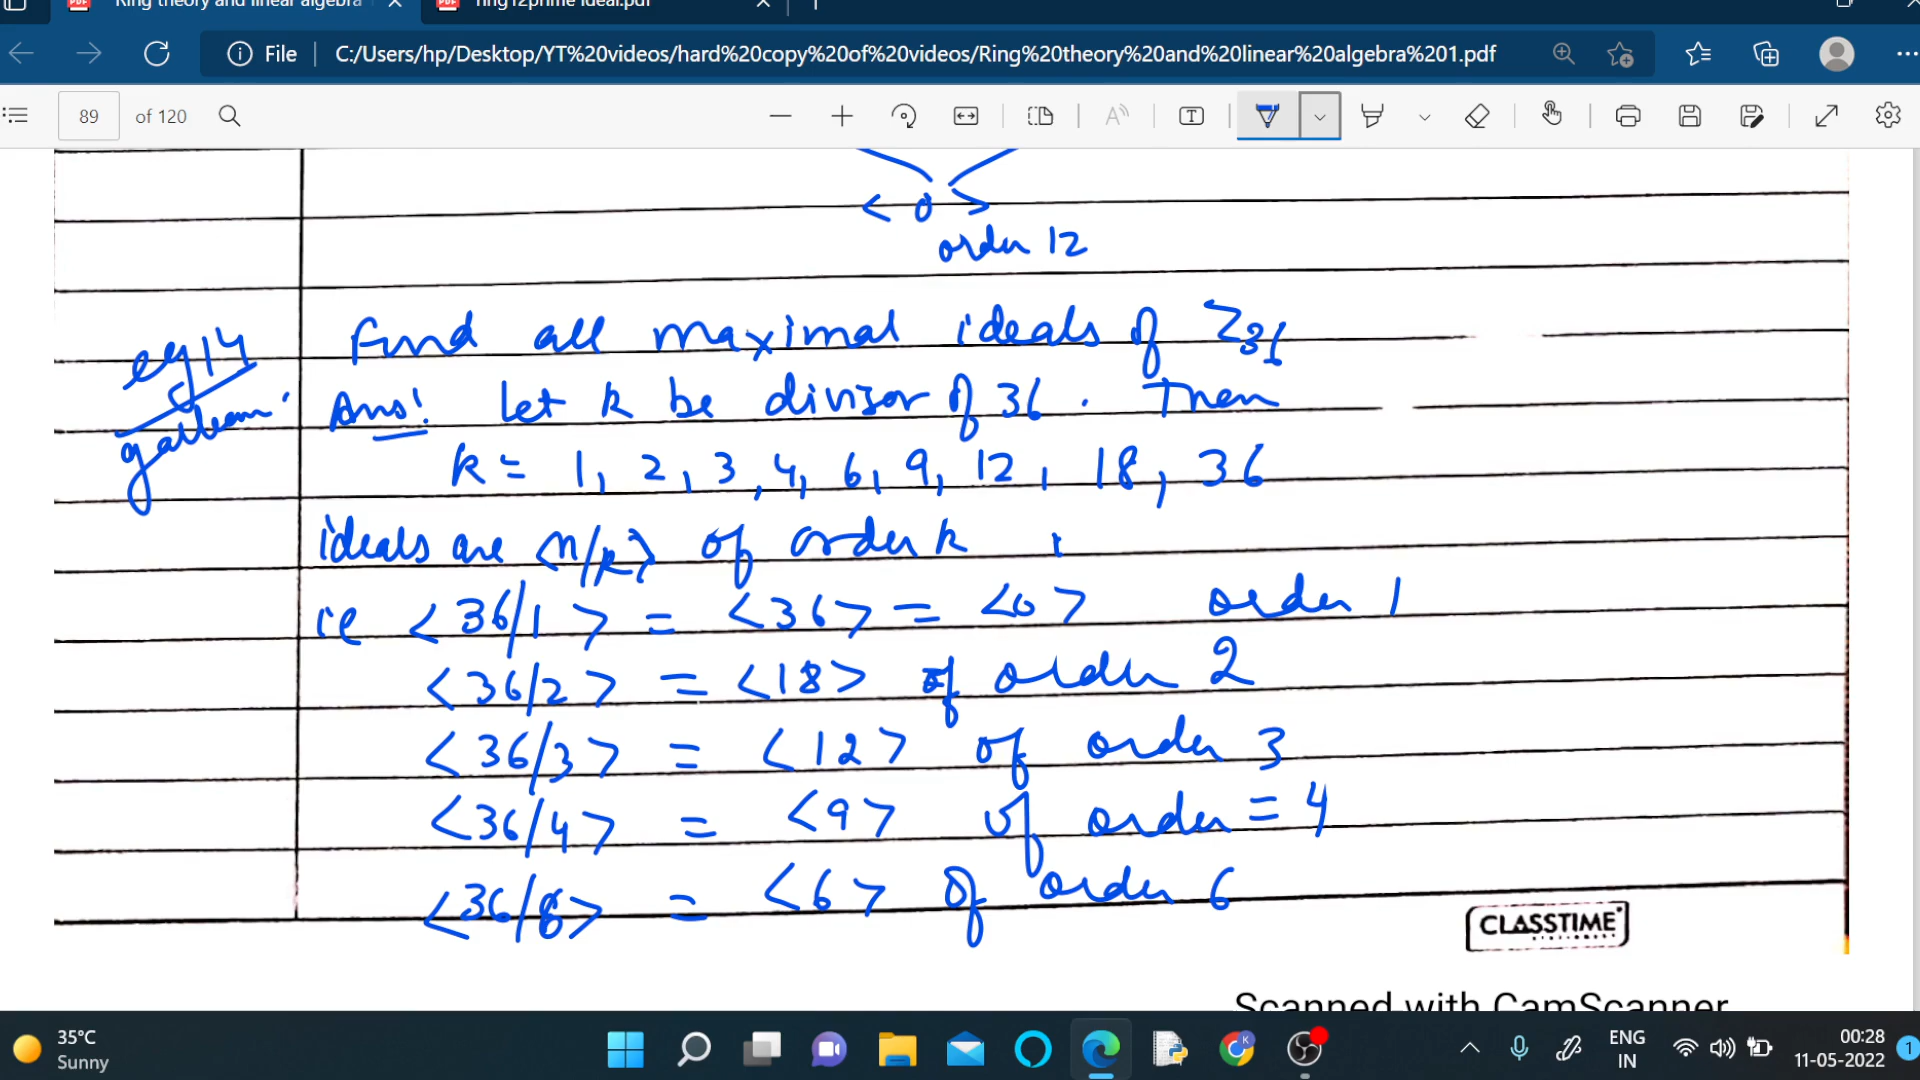 Ring theory and linear algebra
ring12prime ideal.pdf
File
C:/Users/hp/Desktop/YT%20videos/hard%20copy%20of%20videos/Ring%20theory%20and%20linear%20algebra%201.pdf
89 of 120
< 0 >
order 12
eg 14
gallean
Find all maximal ideals of Z36
Ans: Let k be divisor of 36. Then
k = 1, 2, 3, 4, 6, 9, 12, 18, 36
ideals are <n/k> of order k
ie <36/1> = <36> = <0> order 1
<36/2> = <18> of order 2
<36/3> = <12> of order 3
<36/4> = <9> of order = 4
<36/6> = <6> of order 6
CLASSTIME
Scanned with CamScanner
35°C
Sunny
ENG
IN
00:28
11-05-2022
1